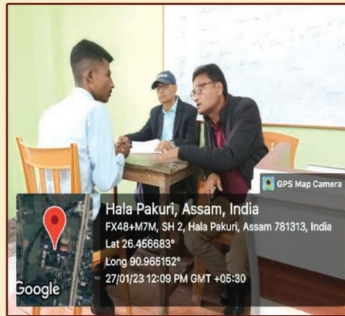 GPS Map Camera
Hala Pakuri, Assam, India
FX48+M7M, SH 2, Hala Pakuri, Assam 781313, India
Lat 26.456683°
Long 90.965152°
27/01/23 12:09 PM GMT +05:30
Google